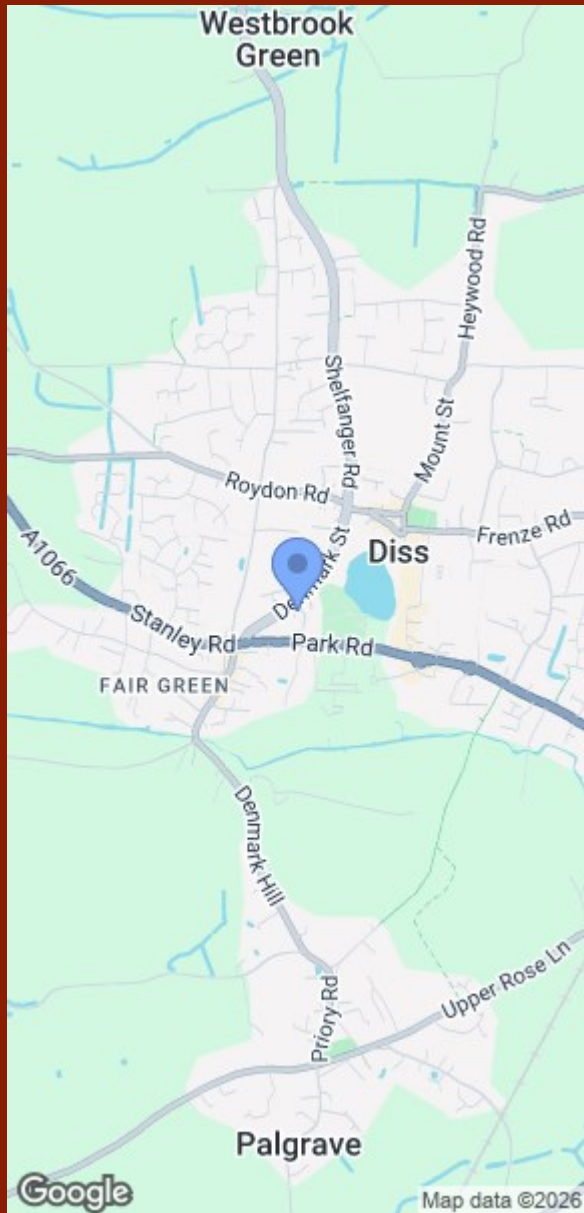 Westbrook
Green
Heywood Rd
Shelfanger Rd
Mount St
Roydon Rd
Frenze Rd
Denmark St
Diss
A1066
Stanley Rd
Park Rd
FAIR GREEN
Denmark Hill
Upper Rose Ln
Priory Rd
Palgrave
Google
Map data ©2026